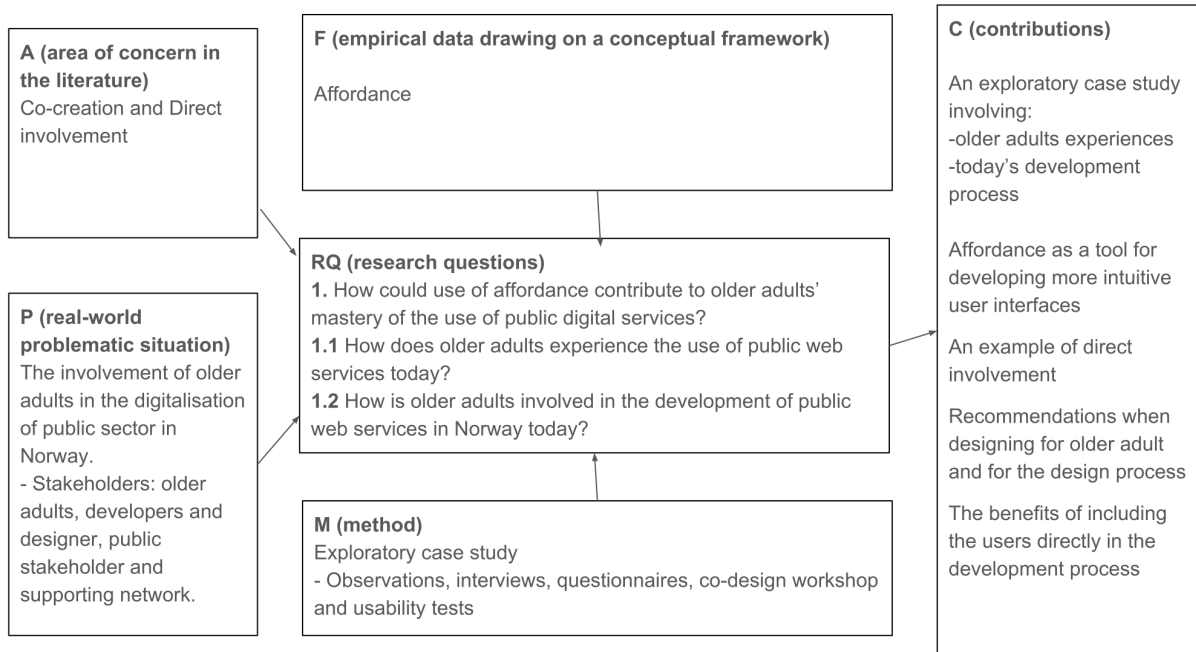 A (area of concern in
the literature)
Co-creation and Direct
involvement
F (empirical data drawing on a conceptual framework)
Affordance
P (real-world
problematic situation)
The involvement of older
adults in the digitalisation
of public sector in
Norway.
- Stakeholders: older
adults, developers and
designer, public
stakeholder and
supporting network.
RQ (research questions)
1. How could use of affordance contribute to older adults’
mastery of the use of public digital services?
1.1 How does older adults experience the use of public web
services today?
1.2 How is older adults involved in the development of public
web services in Norway today?
M (method)
Exploratory case study
- Observations, interviews, questionnaires, co-design workshop
and usability tests
C (contributions)
An exploratory case study
involving:
-older adults experiences
-today’s development
process
Affordance as a tool for
developing more intuitive
user interfaces
An example of direct
involvement
Recommendations when
designing for older adult
and for the design process
The benefits of including
the users directly in the
development process